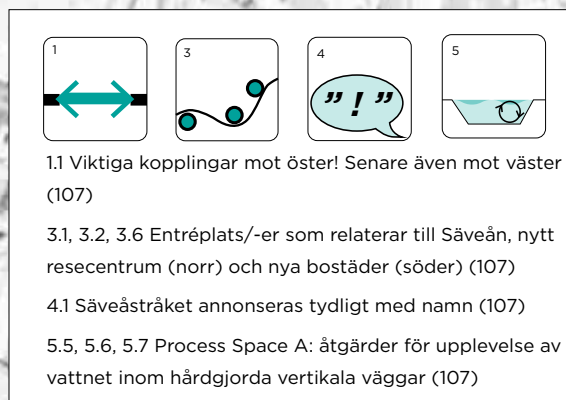 1
3
4
5
” ! ”
1.1 Viktiga kopplingar mot öster! Senare även mot väster
(107)
3.1, 3.2, 3.6 Entréplats/-er som relaterar till Säveån, nytt
resecentrum (norr) och nya bostäder (söder) (107)
4.1 Säveåstråket annonseras tydligt med namn (107)
5.5, 5.6, 5.7 Process Space A: åtgärder för upplevelse av
vattnet inom hårdgjorda vertikala väggar (107)